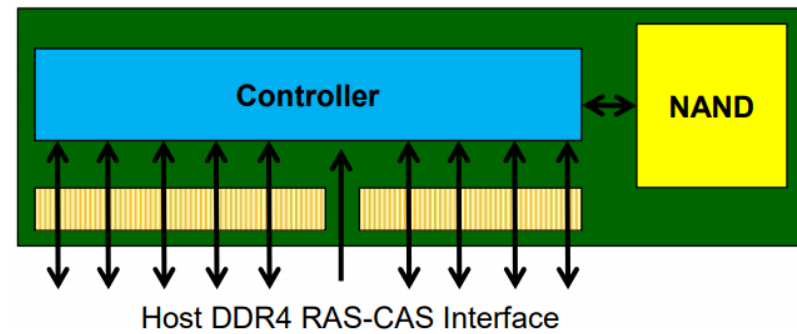 Controller
NAND
Host DDR4 RAS-CAS Interface